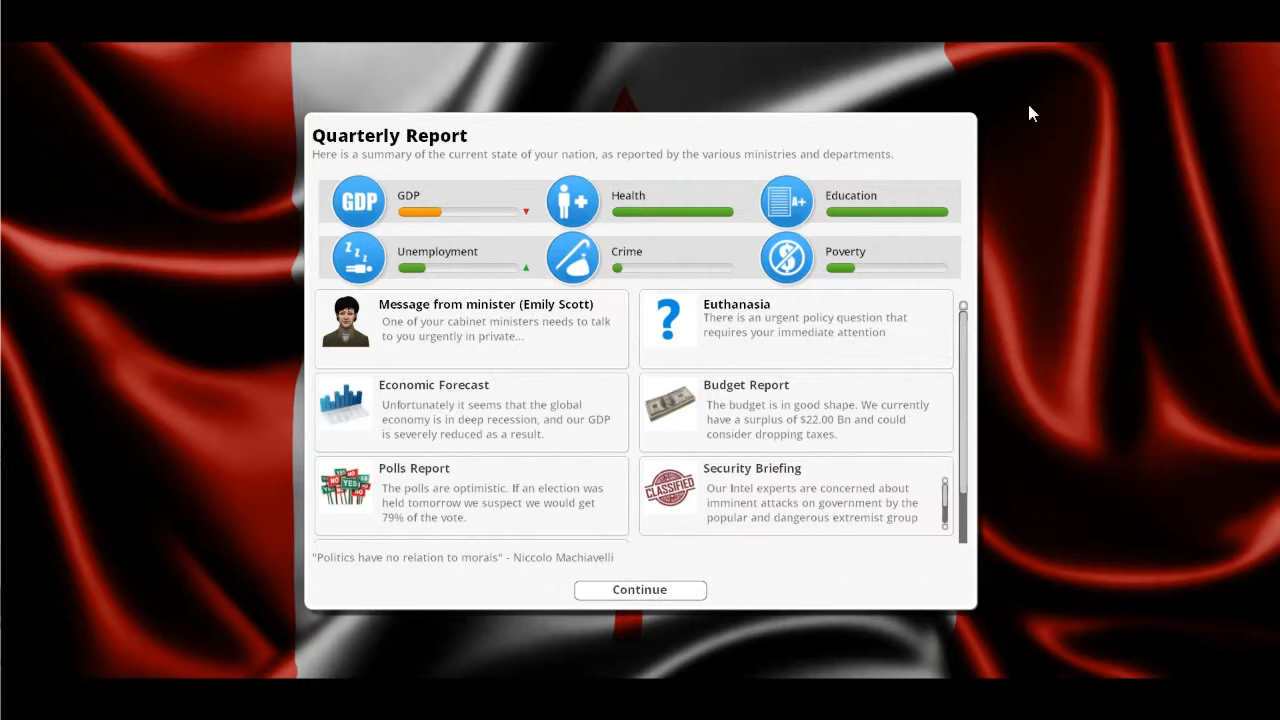 Quarterly Report
Here is a summary of the current state of your nation, as reported by the various ministries and departments.
GDP
GDP
Health
A+
Education
z z z
Unemployment
Crime
$
Poverty
Message from minister (Emily Scott)
One of your cabinet ministers needs to talk
to you urgently in private...
?
Euthanasia
There is an urgent policy question that
requires your immediate attention
Economic Forecast
Unfortunately it seems that the global
economy is in deep recession, and our GDP
is severely reduced as a result.
Budget Report
The budget is in good shape. We currently
have a surplus of $22.00 Bn and could
consider dropping taxes.
NO YES NO YES NO
Polls Report
The polls are optimistic. If an election was
held tomorrow we suspect we would get
79% of the vote.
CLASSIFIED
Security Briefing
Our Intel experts are concerned about
imminent attacks on government by the
popular and dangerous extremist group
"Politics have no relation to morals" - Niccolo Machiavelli
Continue